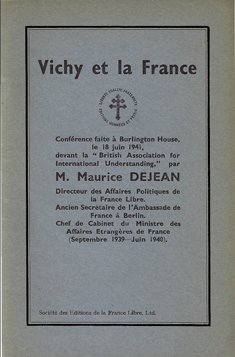 Vichy et la France
Conférence faite à Burlington House,
le 18 juin 1941,
devant la "British Association for
International Understanding," par
M. Maurice DEJEAN
Directeur des Affaires Politiques de
la France Libre.
Ancien Secrétaire de l'Ambassade de
France à Berlin.
Chef de Cabinet du Ministre des
Affaires Etrangères de France
(Septembre 1939—Juin 1940).
Société des Editions de la France Libre, Ltd.